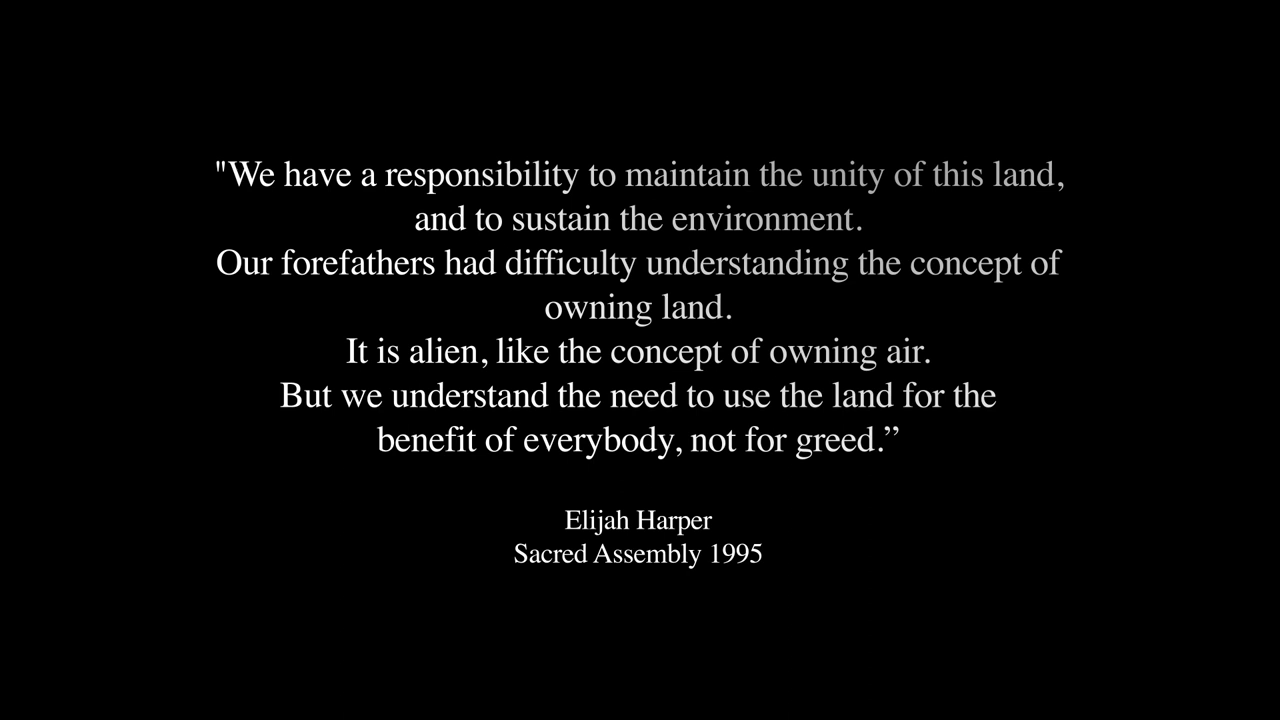 "We have a responsibility to maintain the unity of this land,
and to sustain the environment.
Our forefathers had difficulty understanding the concept of
owning land.
It is alien, like the concept of owning air.
But we understand the need to use the land for the
benefit of everybody, not for greed.”
Elijah Harper
Sacred Assembly 1995